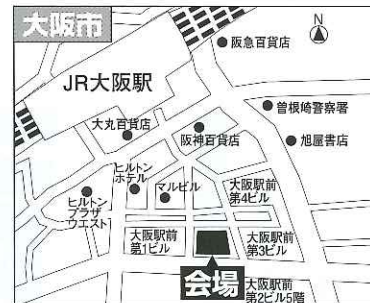 大阪市
N
阪急百貨店
JR大阪駅
大丸百貨店
曽根崎警察署
阪神百貨店
旭屋書店
ヒルトン
ホテル
マルビル
ヒルトン
プラザ
ウエスト
大阪駅前
第4ビル
大阪駅前
第1ビル
大阪駅前
第3ビル
会場
大阪駅前
第2ビル5階